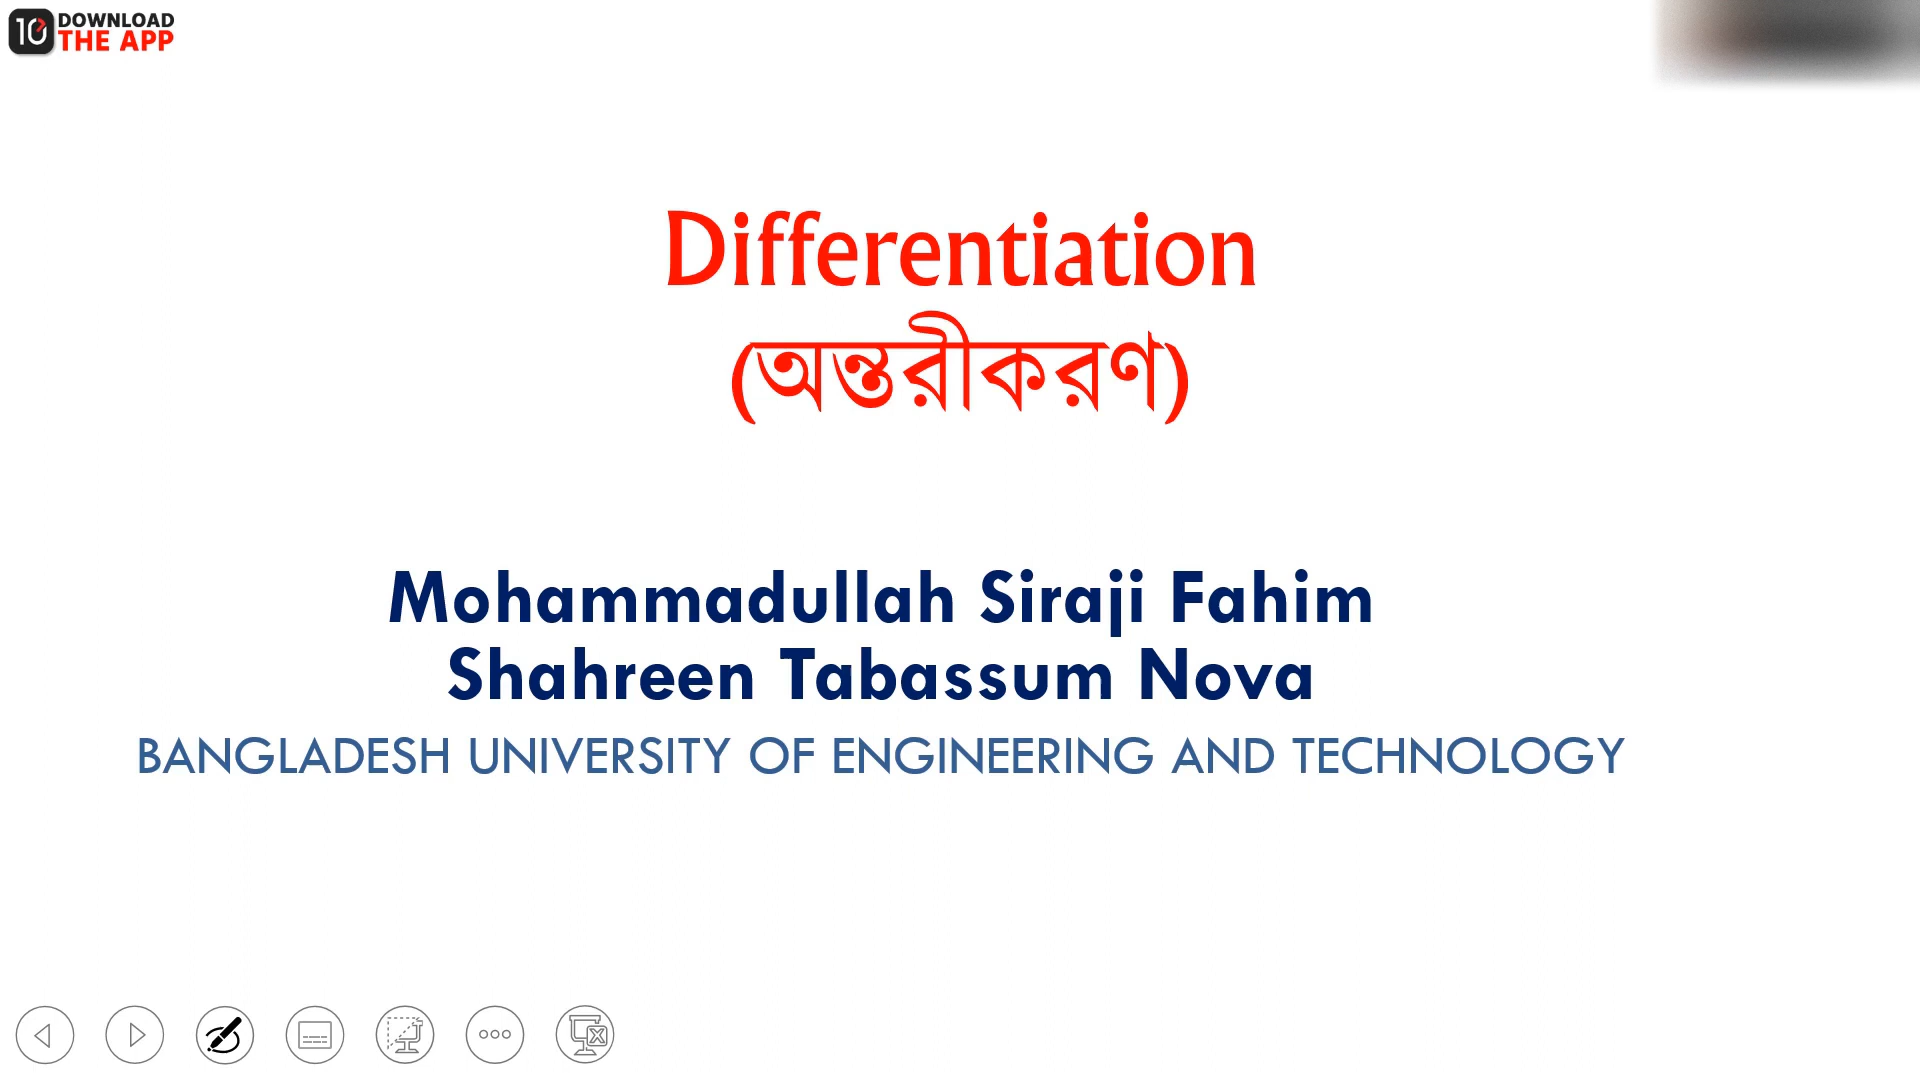 10 DOWNLOAD
THE APP
Differentiation
(অন্তরীকরণ)
Mohammadullah Siraji Fahim
Shahreen Tabassum Nova
BANGLADESH UNIVERSITY OF ENGINEERING AND TECHNOLOGY